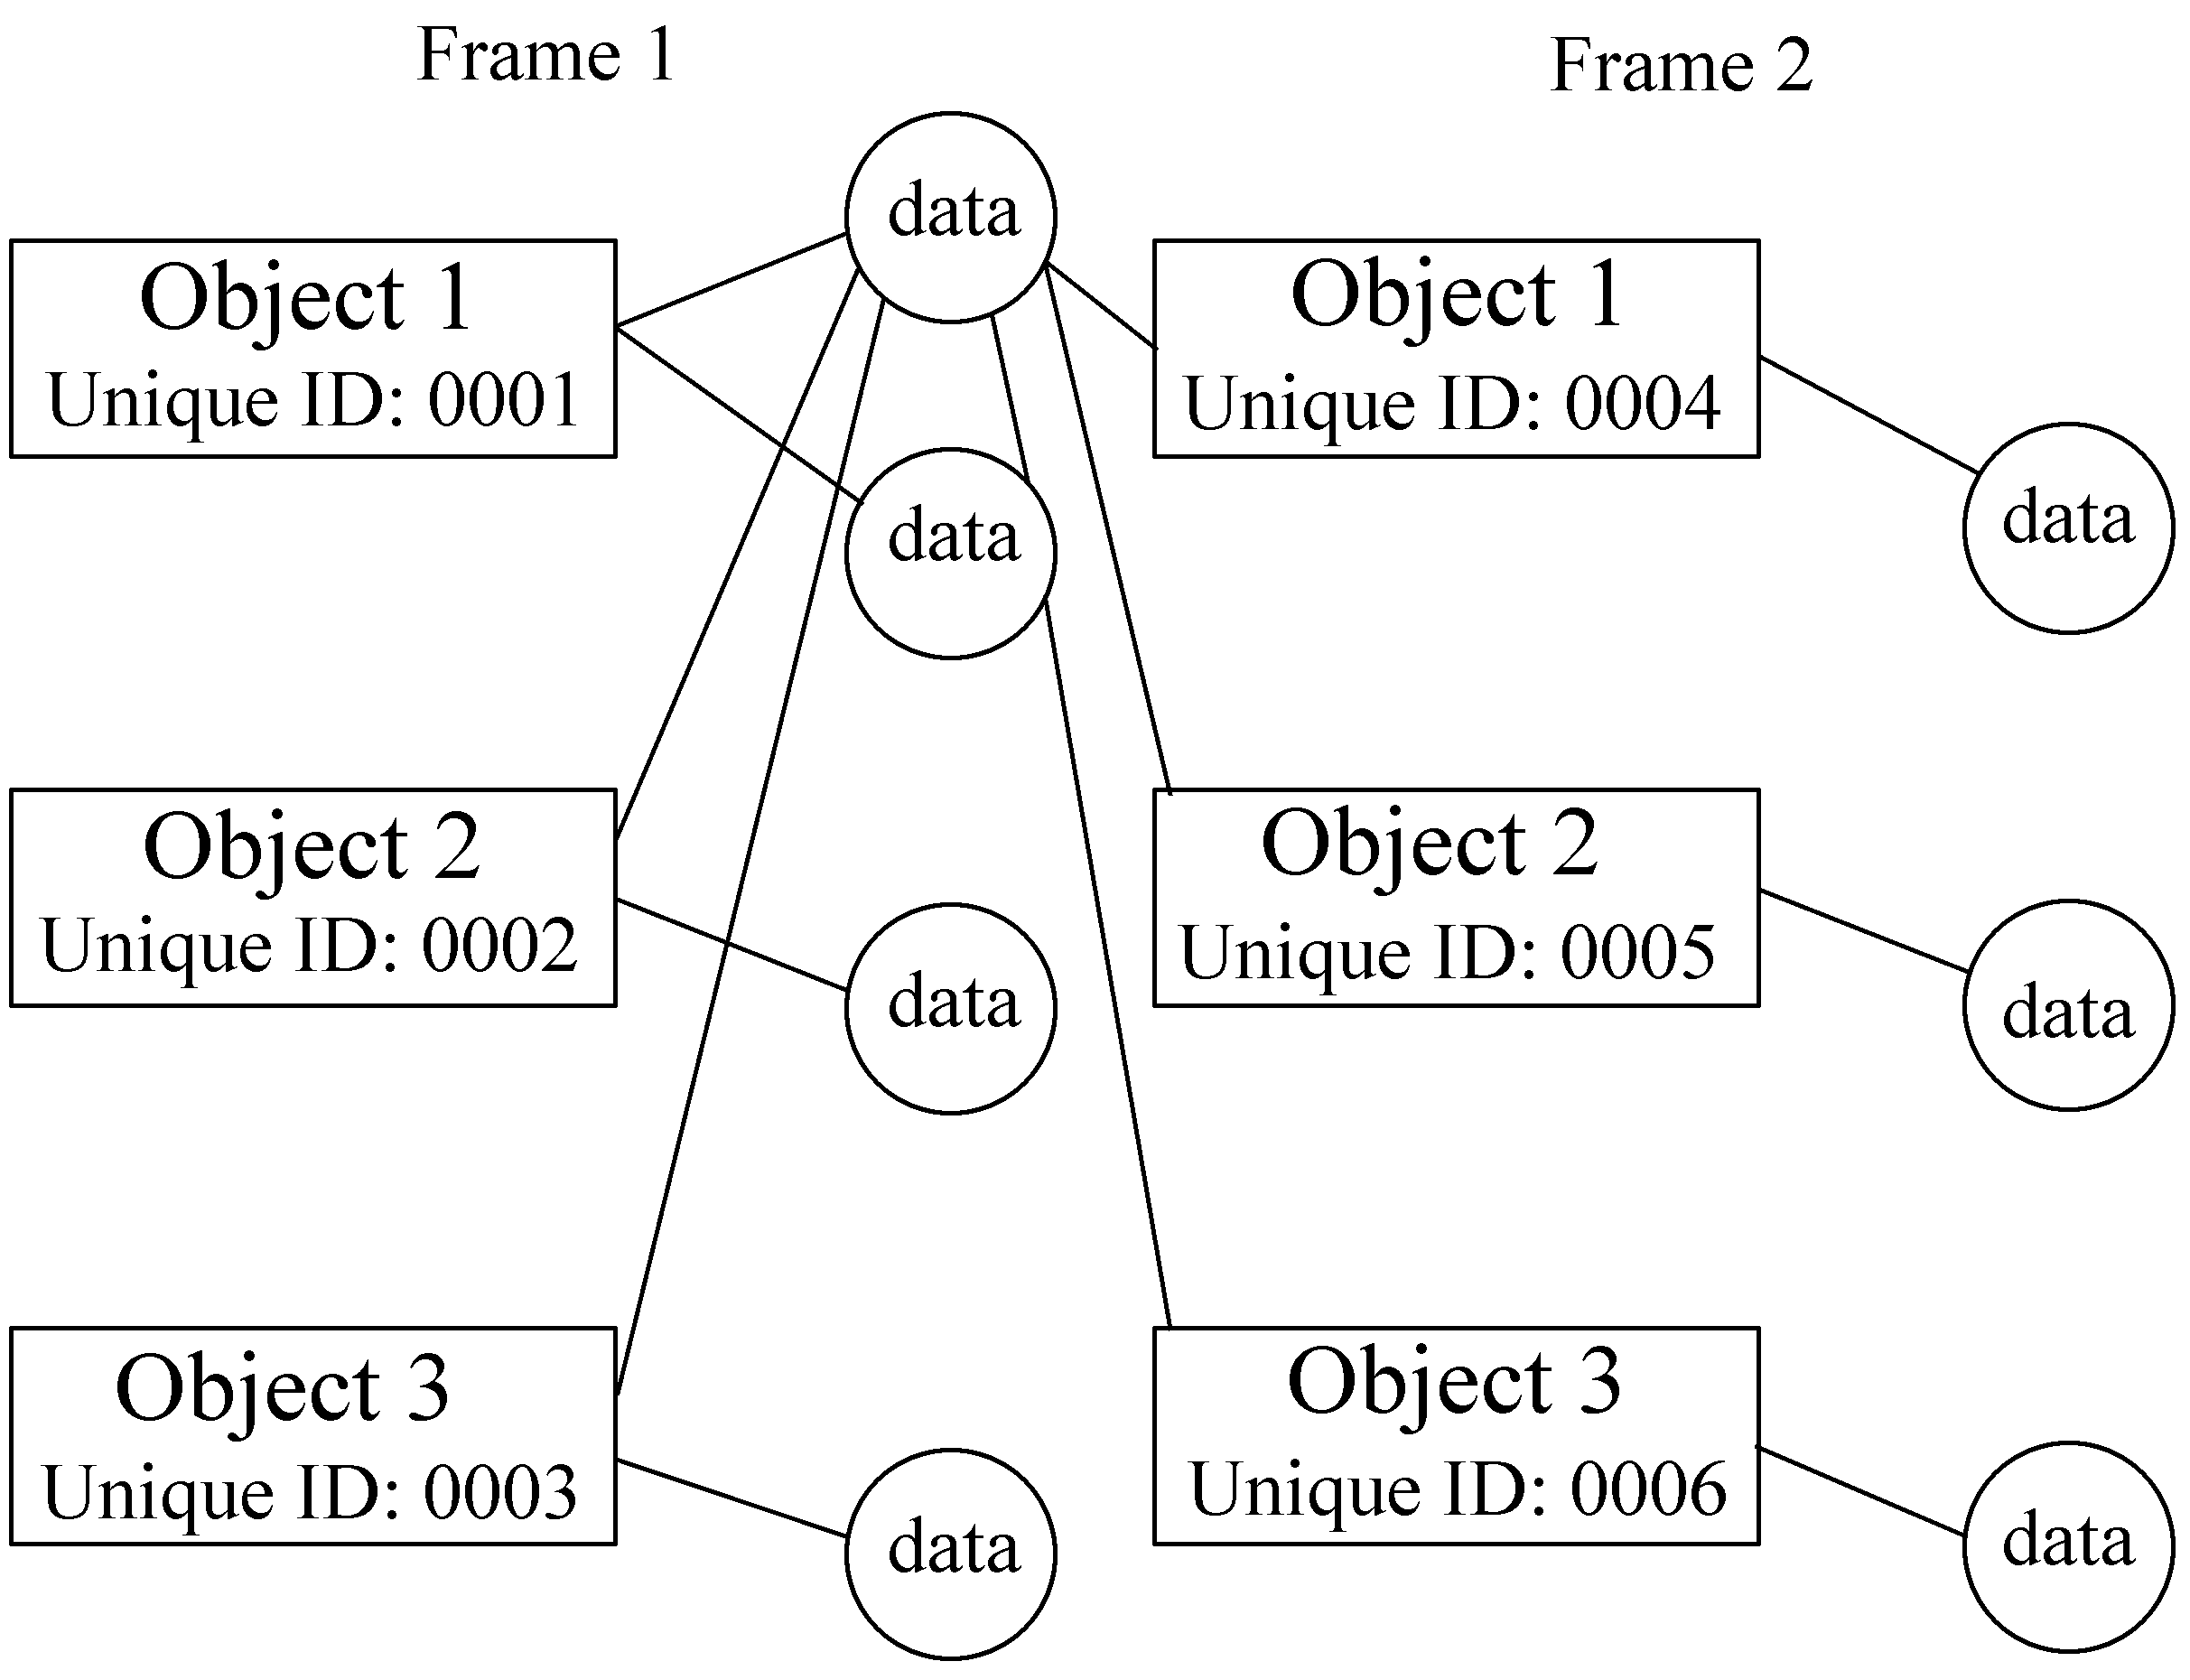 Frame 1
Frame 2
data
Object 1
Unique ID: 0001
Object 1
Unique ID: 0004
data
data
Object 2
Unique ID: 0002
Object 2
Unique ID: 0005
data
data
Object 3
Unique ID: 0003
Object 3
Unique ID: 0006
data
data